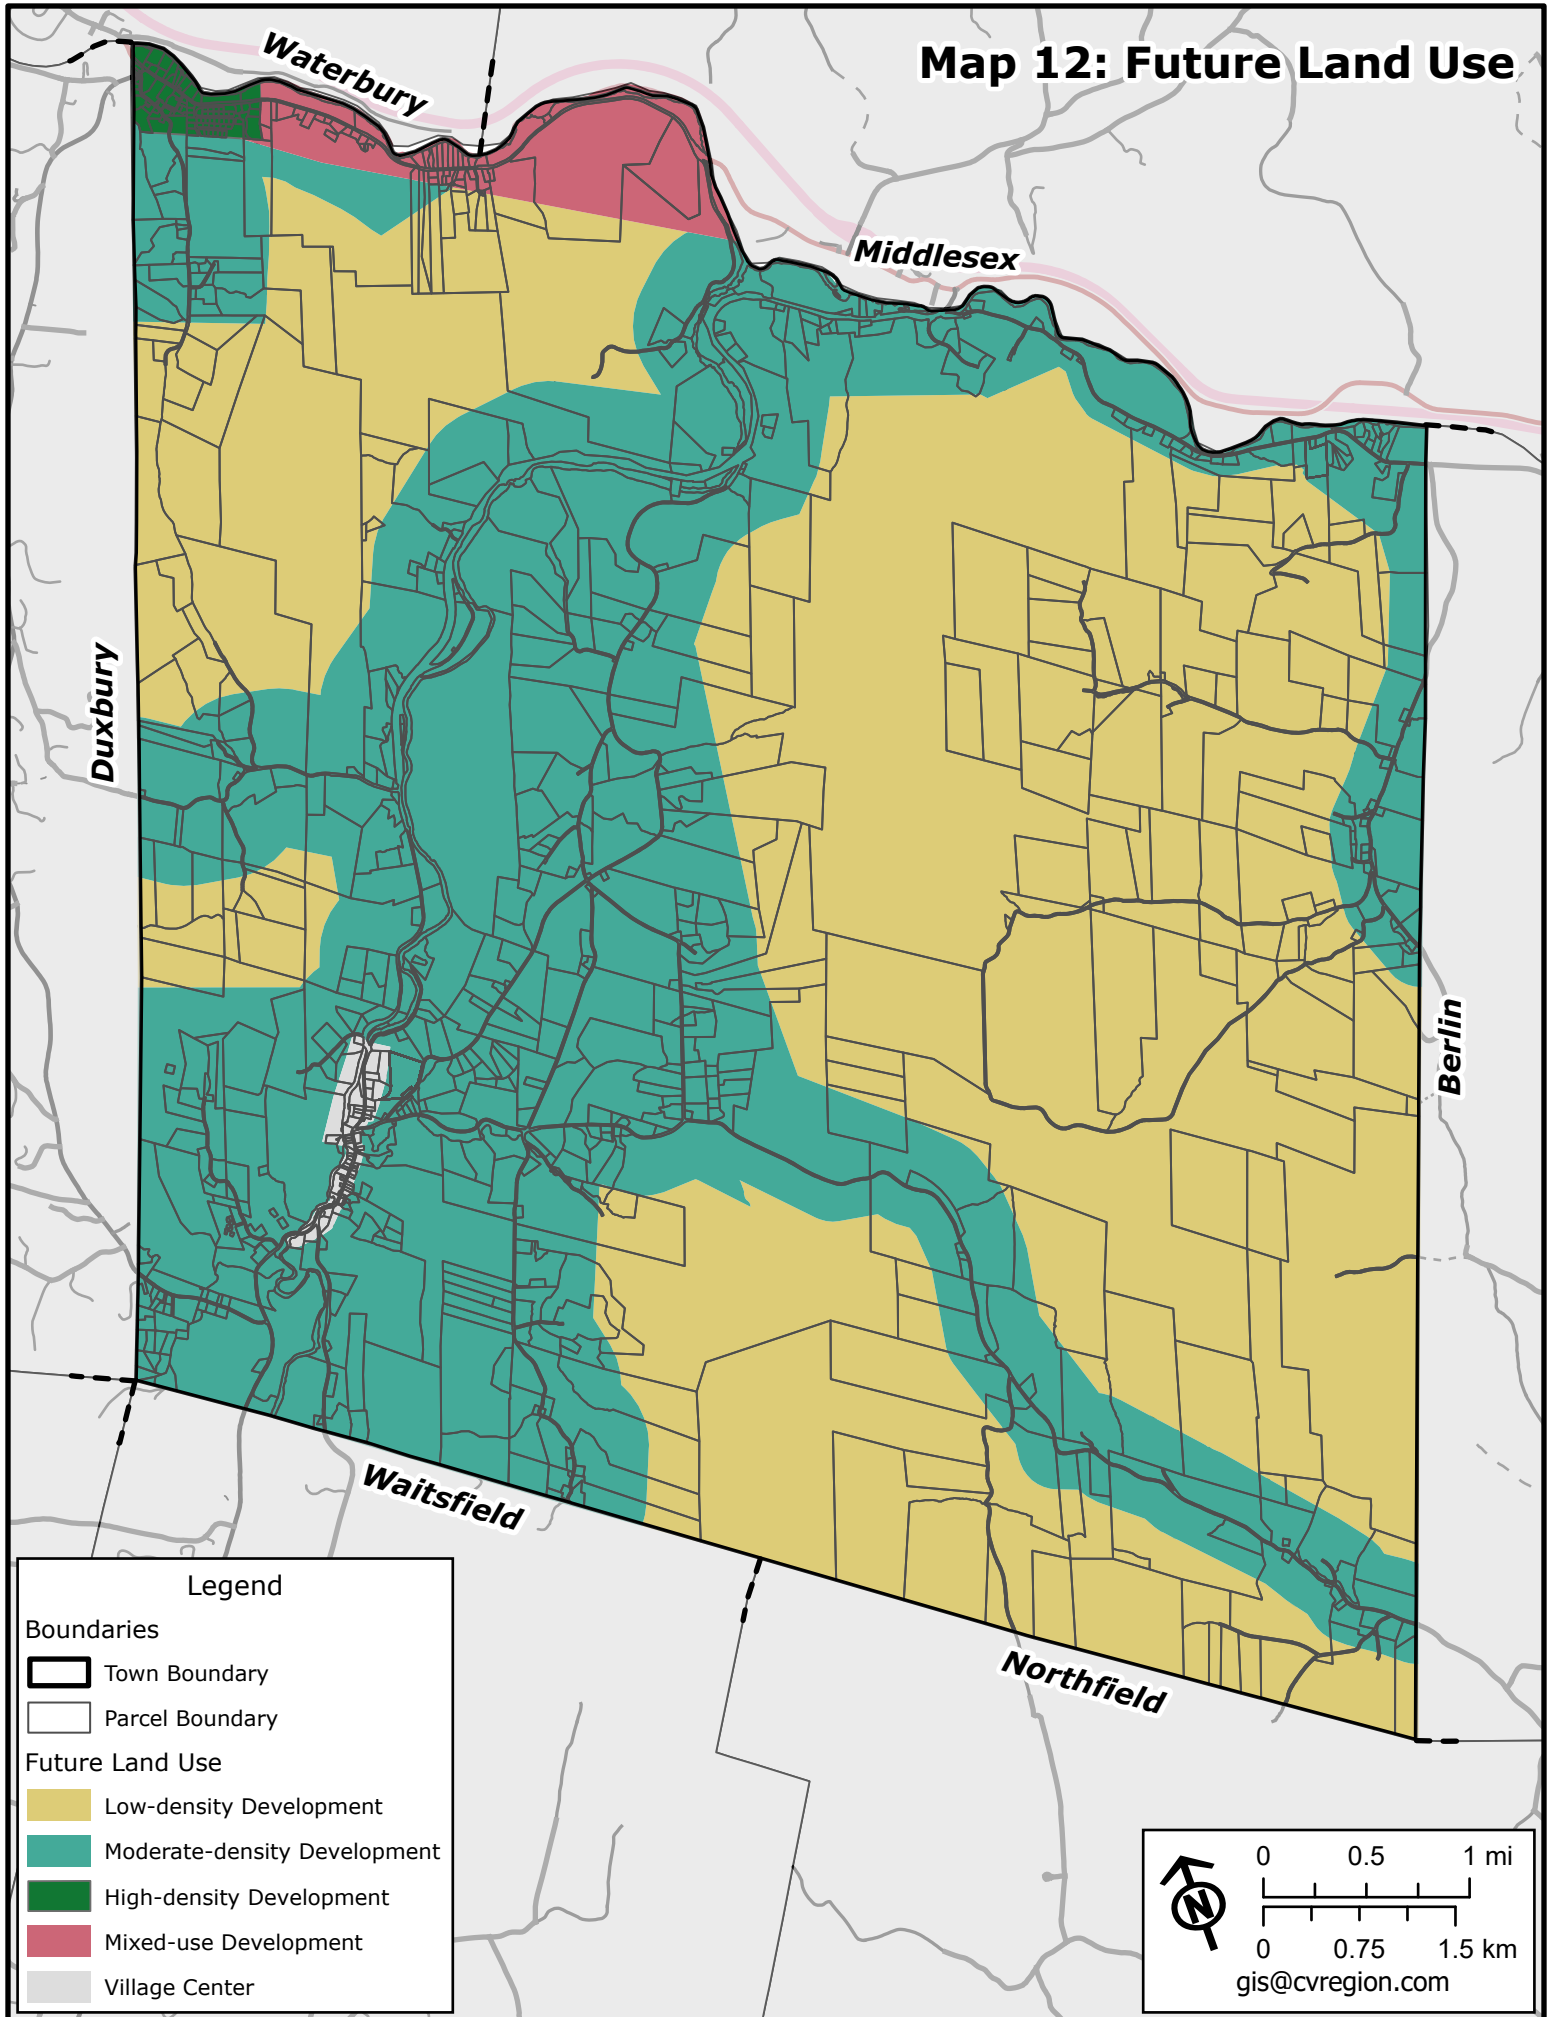 Map 12: Future Land Use
Waterbury
Middlesex
Duxbury
Berlin
Waitsfield
Northfield
Legend
Boundaries
Town Boundary
Parcel Boundary
Future Land Use
Low-density Development
Moderate-density Development
High-density Development
Mixed-use Development
Village Center
N
0 0.5 1 mi
0 0.75 1.5 km
gis@cvregion.com